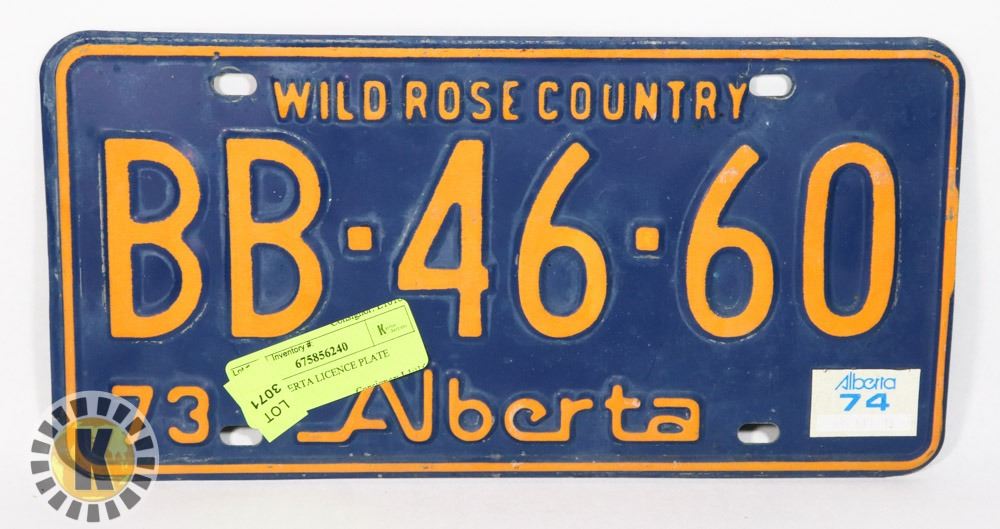 WILD ROSE COUNTRY
BB·46·60
Inventory #
675856240
ERTA LICENCE PLATE
LOT
3071
73 Alberta
Alberta
74
K